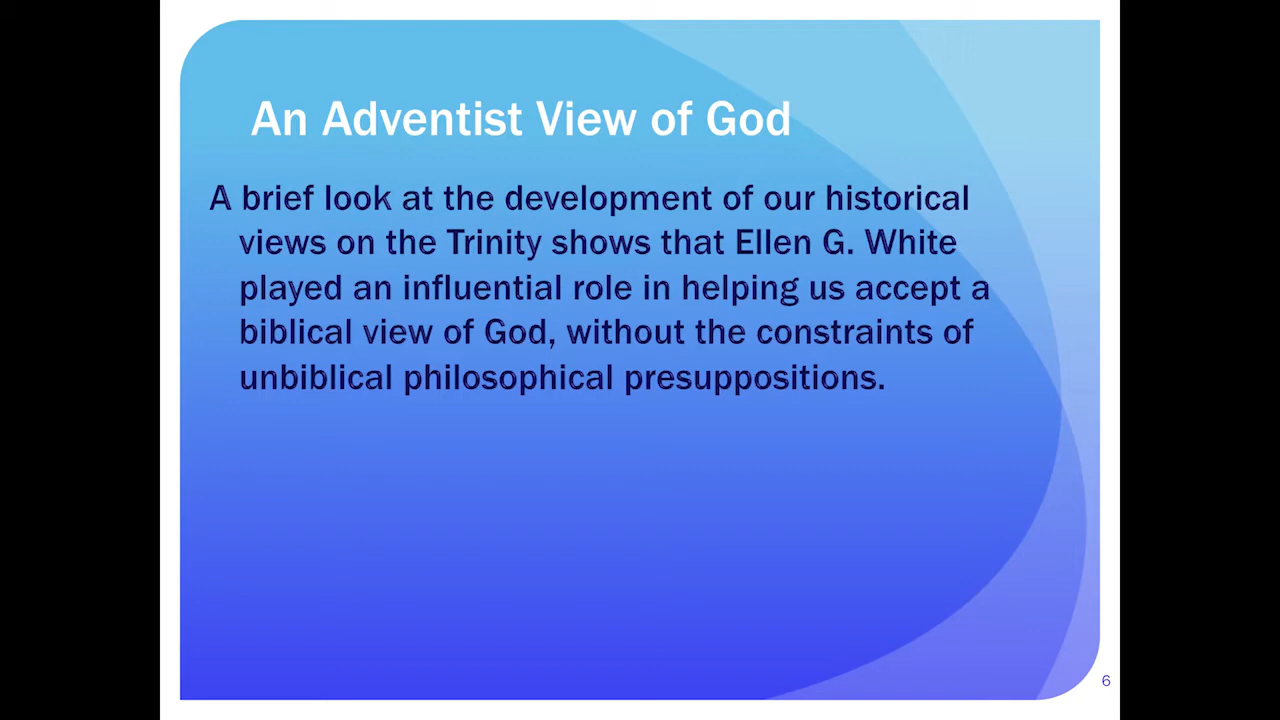 An Adventist View of God
A brief look at the development of our historical
views on the Trinity shows that Ellen G. White
played an influential role in helping us accept a
biblical view of God, without the constraints of
unbiblical philosophical presuppositions.
6